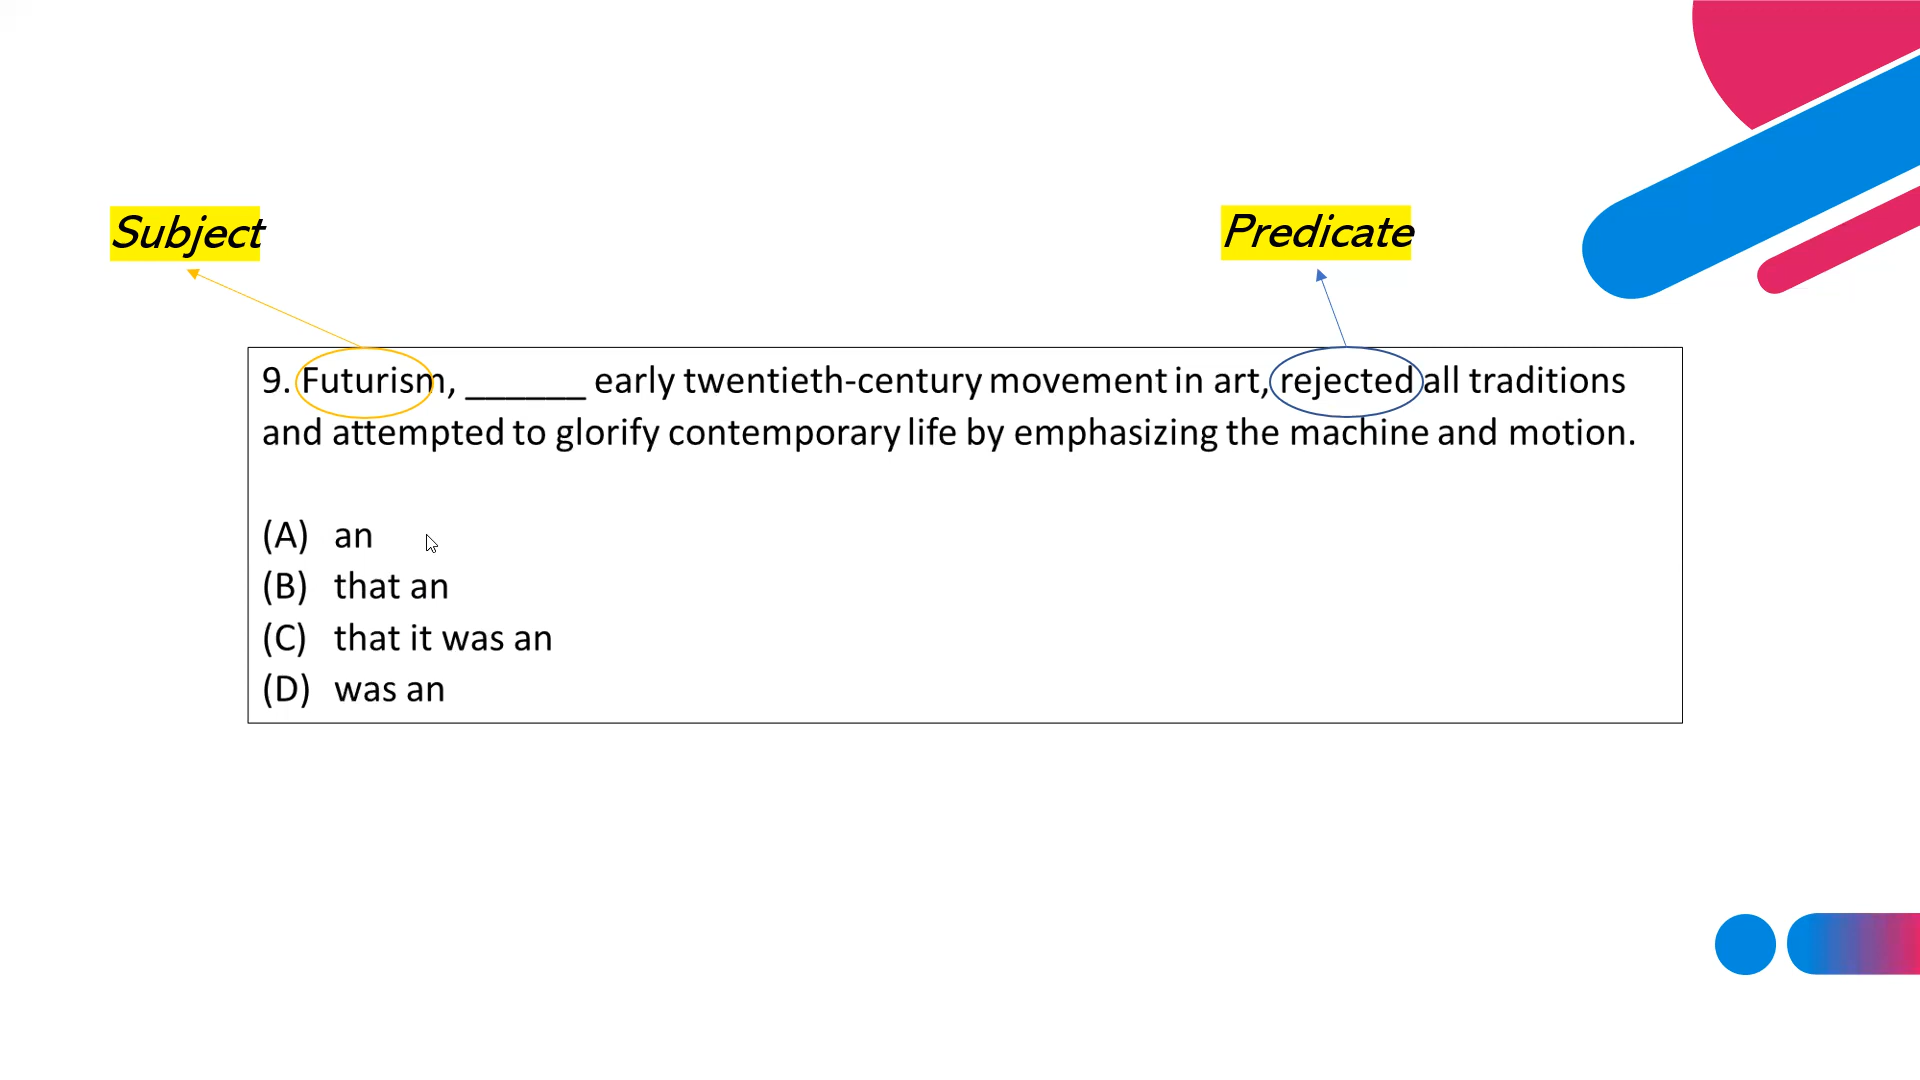 Subject
Predicate
9. Futurism, ______ early twentieth-century movement in art, rejected all traditions
and attempted to glorify contemporary life by emphasizing the machine and motion.
(A) an
(B) that an
(C) that it was an
(D) was an